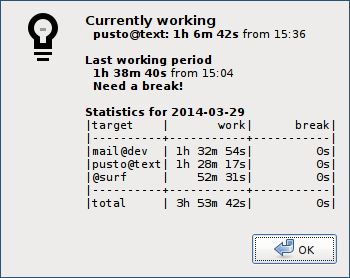 Currently working
pusto@text: 1h 6m 42s from 15:36
Last working period
1h 38m 40s from 15:04
Need a break!
Statistics for 2014-03-29
|target    |       work|      break|
|----------+-----------+-----------|
|mail@dev  | 1h 32m 54s|         0s|
|pusto@text| 1h 28m 17s|         0s|
|@surf     |    52m 31s|         0s|
|----------+-----------+-----------|
|total     | 3h 53m 42s|         0s|
OK